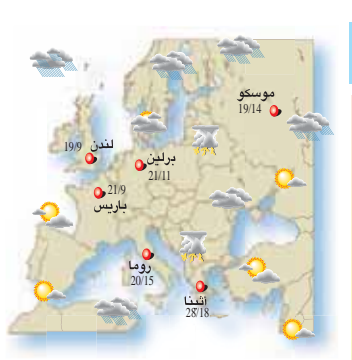 موسكو
19/14
لندن
19/9
برلين
21/11
21/9
باريس
روما
20/15
أثينا
28/18